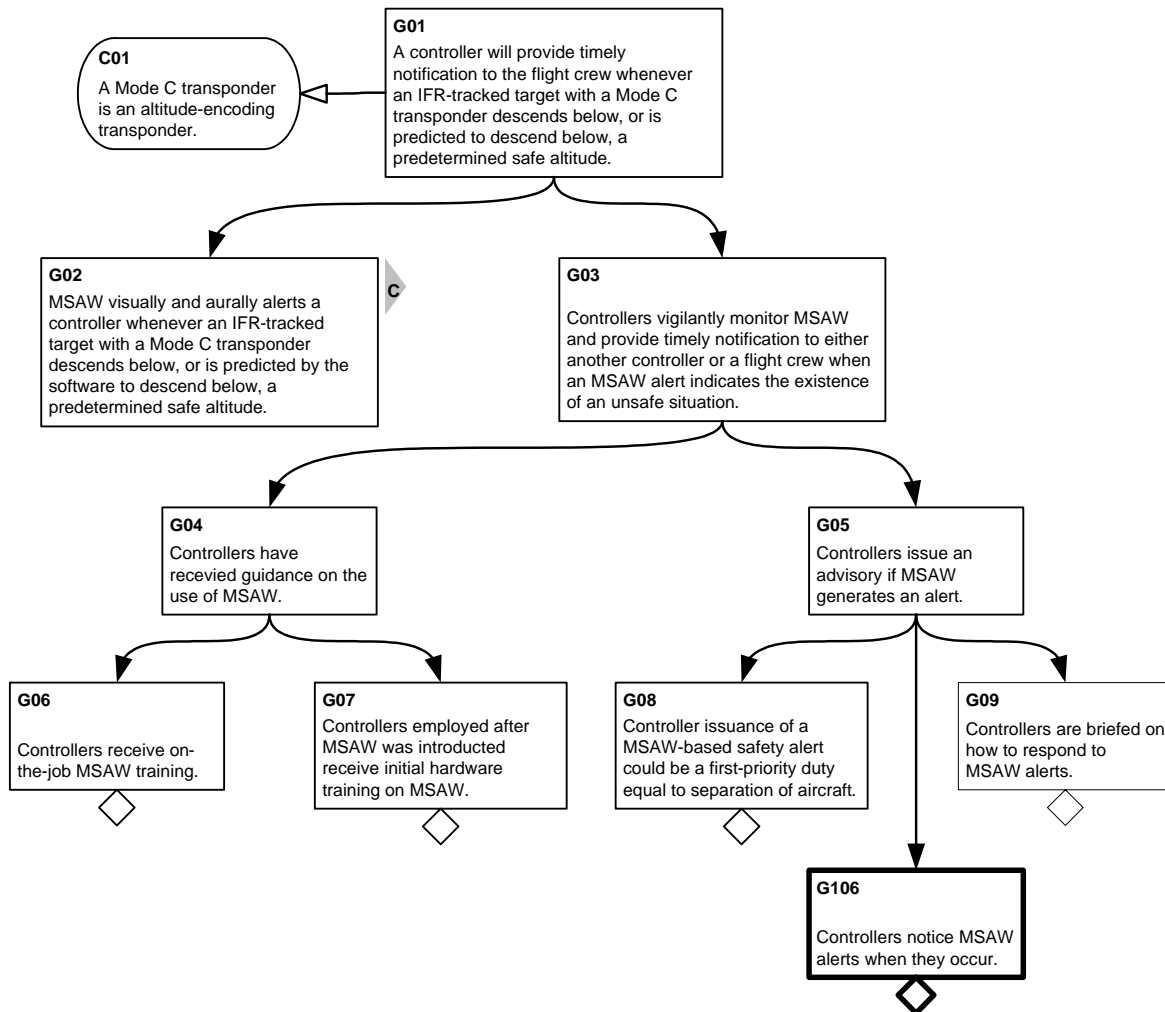 G01
A controller will provide timely
notification to the flight crew whenever
an IFR-tracked target with a Mode C
transponder descends below, or is
predicted to descend below, a
predetermined safe altitude.
C01
A Mode C transponder
is an altitude-encoding
transponder.
G02
MSAW visually and aurally alerts a
controller whenever an IFR-tracked
target with a Mode C transponder
descends below, or is predicted by the
software to descend below, a
predetermined safe altitude.
C
G03
Controllers vigilantly monitor MSAW
and provide timely notification to either
another controller or a flight crew when
an MSAW alert indicates the existence
of an unsafe situation.
G04
Controllers have
recevied guidance on the
use of MSAW.
G05
Controllers issue an
advisory if MSAW
generates an alert.
G06
Controllers receive on-
the-job MSAW training.
G07
Controllers employed after
MSAW was introducted
receive initial hardware
training on MSAW.
G08
Controller issuance of a
MSAW-based safety alert
could be a first-priority duty
equal to separation of aircraft.
G09
Controllers are briefed on
how to respond to
MSAW alerts.
G106
Controllers notice MSAW
alerts when they occur.